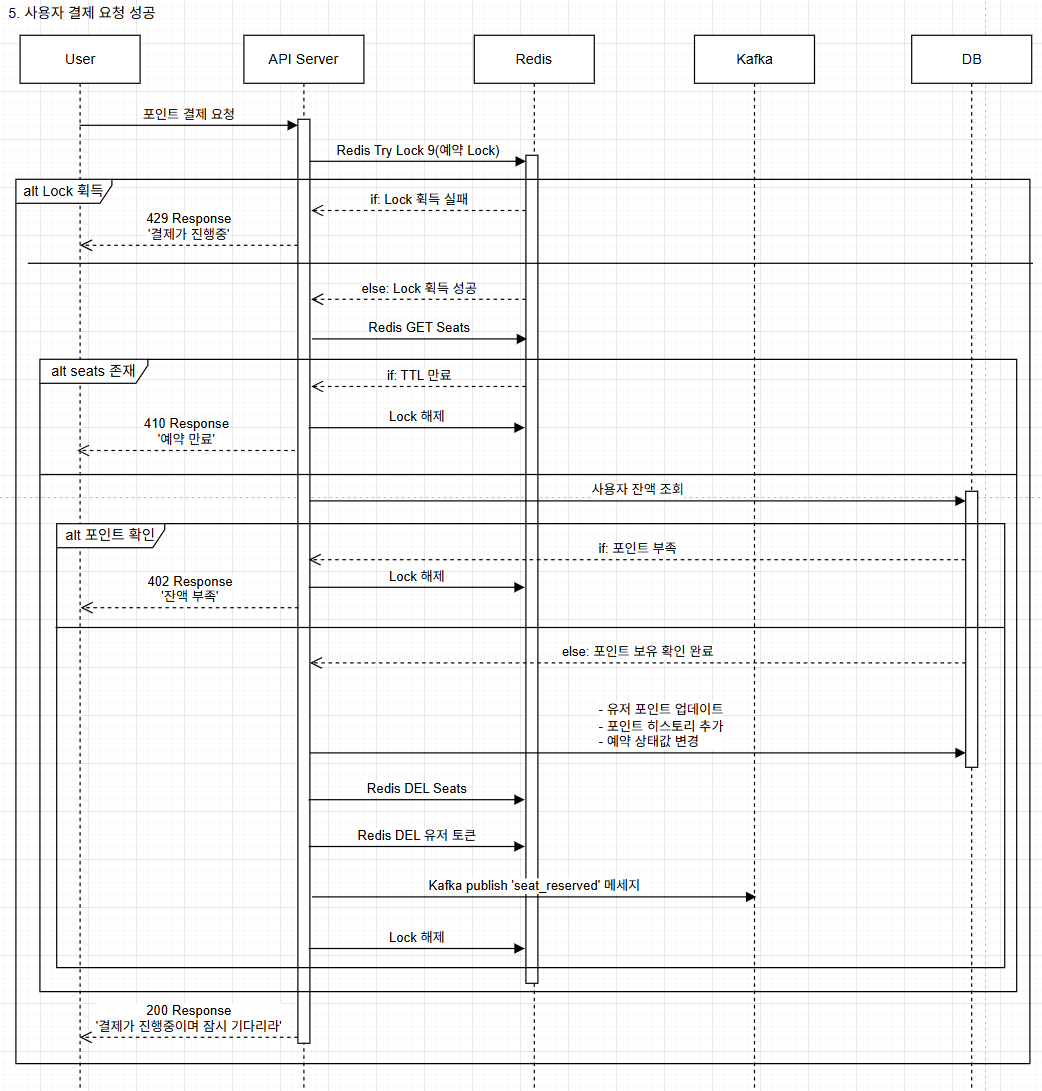 5. 사용자 결제 요청 성공
User
API Server
Redis
Kafka
DB
포인트 결제 요청
Redis Try Lock 9(예약 Lock)
alt Lock 획득
if: Lock 획득 실패
429 Response
'결제가 진행중'
else: Lock 획득 성공
Redis GET Seats
alt seats 존재
if: TTL 만료
Lock 해제
410 Response
'예약 만료'
사용자 잔액 조회
alt 포인트 확인
if: 포인트 부족
Lock 해제
402 Response
'잔액 부족'
else: 포인트 보유 확인 완료
- 유저 포인트 업데이트
- 포인트 히스토리 추가
- 예약 상태값 변경
Redis DEL Seats
Redis DEL 유저 토큰
Kafka publish 'seat_reserved' 메세지
Lock 해제
200 Response
'결제가 진행중이며 잠시 기다리라'